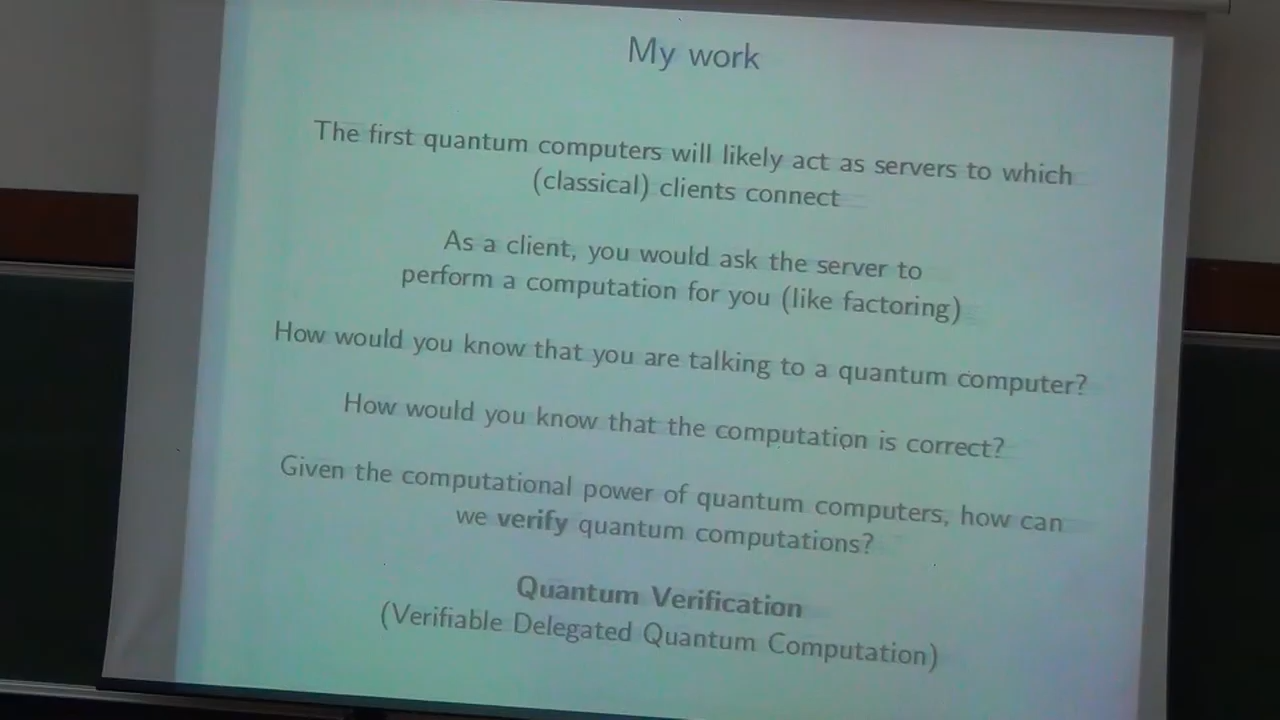 My work
The first quantum computers will likely act as servers to which
(classical) clients connect
As a client, you would ask the server to
perform a computation for you (like factoring)
How would you know that you are talking to a quantum computer?
How would you know that the computation is correct?
Given the computational power of quantum computers, how can
we verify quantum computations?
Quantum Verification
(Verifiable Delegated Quantum Computation)